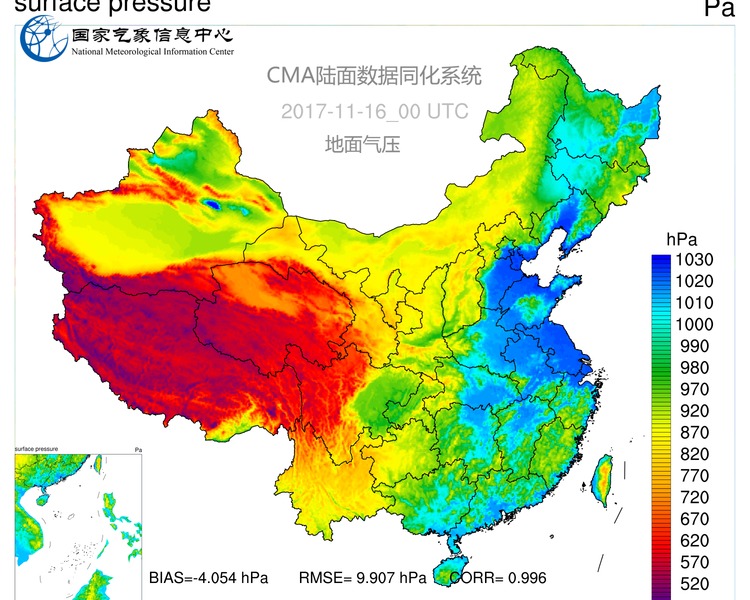 surface pressure
Pa
国家气象信息中心
National Meteorological Information Center
CMA陆面数据同化系统
2017-11-16_00 UTC
地面气压
hPa
1030
1020
1010
1000
990
980
970
920
870
820
770
720
670
620
570
520
surface pressure
Pa
BIAS=-4.054 hPa
RMSE= 9.907 hPa
CORR= 0.996